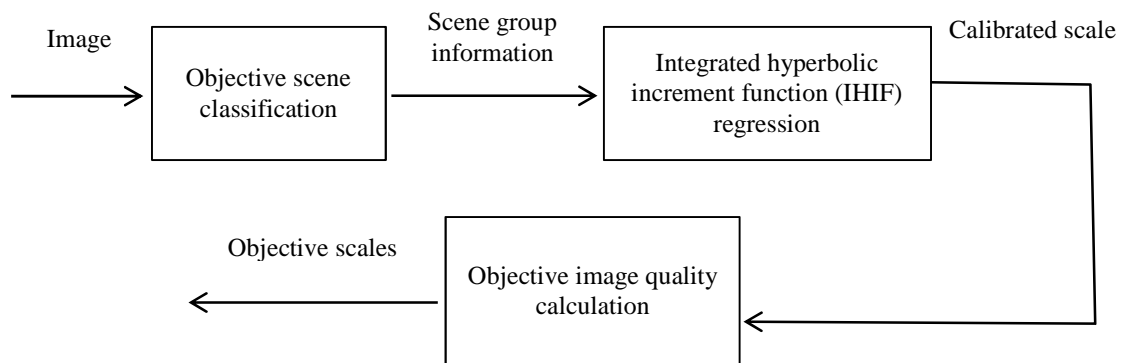 Image
Objective scene
classification
Scene group
information
Integrated hyperbolic
increment function (IHIF)
regression
Calibrated scale
Objective image quality
calculation
Objective scales